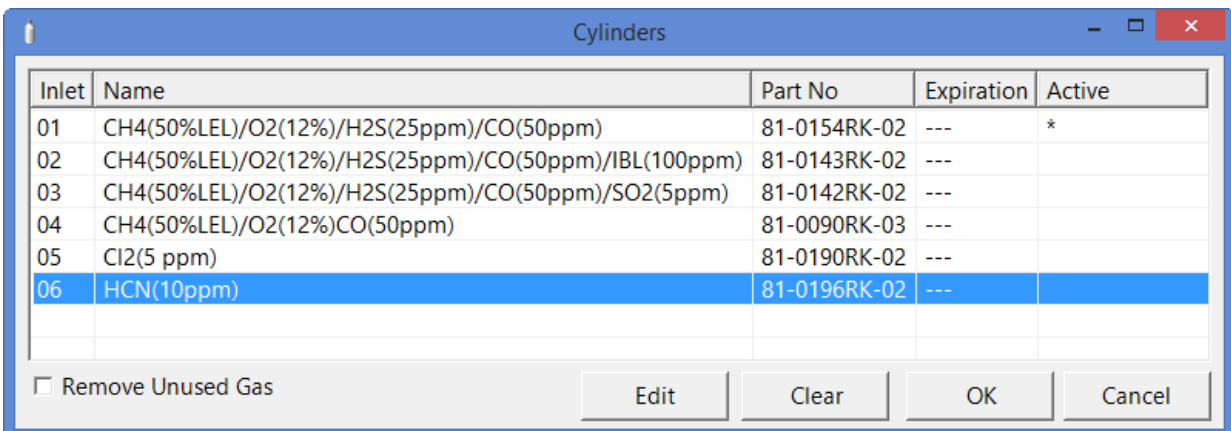 Cylinders
Inlet Name Part No Expiration Active
01 CH4(50%LEL)/O2(12%)/H2S(25ppm)/CO(50ppm) 81-0154RK-02 --- *
02 CH4(50%LEL)/O2(12%)/H2S(25ppm)/CO(50ppm)/IBL(100ppm) 81-0143RK-02 ---
03 CH4(50%LEL)/O2(12%)/H2S(25ppm)/CO(50ppm)/SO2(5ppm) 81-0142RK-02 ---
04 CH4(50%LEL)/O2(12%)CO(50ppm) 81-0090RK-03 ---
05 Cl2(5 ppm) 81-0190RK-02 ---
06 HCN(10ppm) 81-0196RK-02 ---
Remove Unused Gas Edit Clear OK Cancel